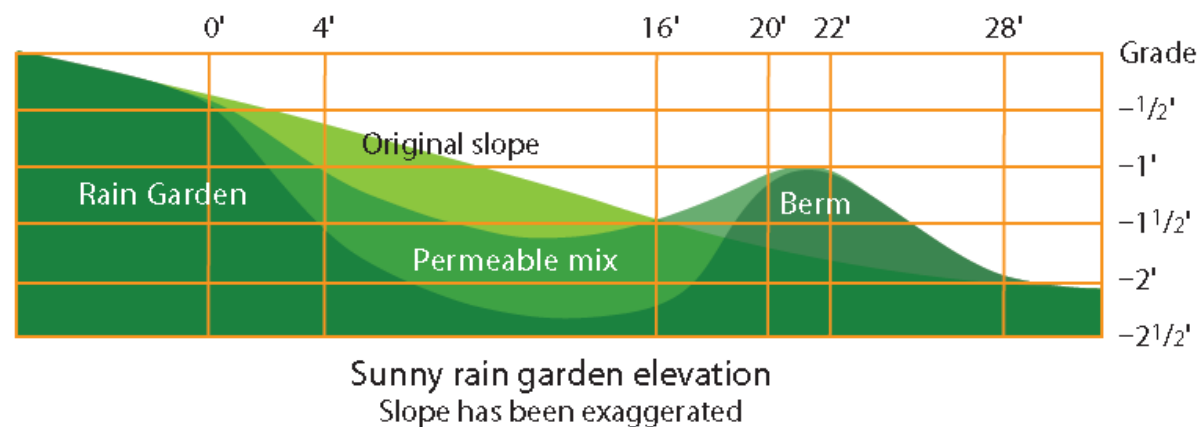 0' 4' 16' 20' 22' 28'
Grade
–1/2'
Original slope
–1'
Rain Garden
Berm
–1 1/2'
Permeable mix
–2'
–2 1/2'
Sunny rain garden elevation
Slope has been exaggerated